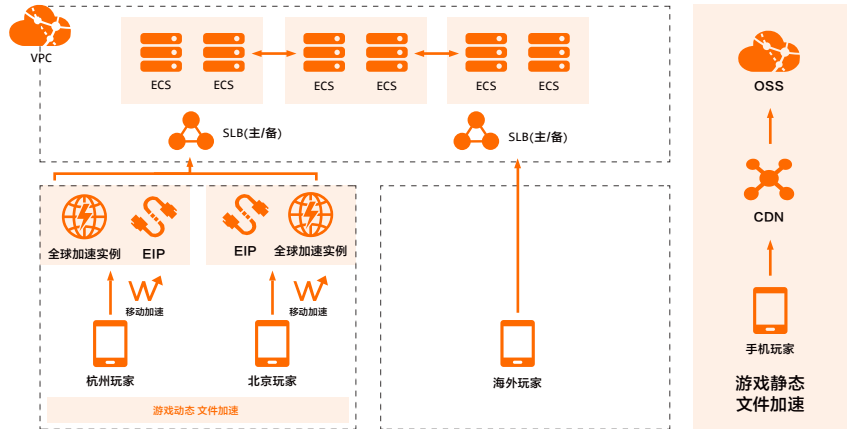 VPC
ECS
ECS
ECS
ECS
ECS
ECS
SLB(主/备)
SLB(主/备)
全球加速实例
EIP
EIP
全球加速实例
移动加速
移动加速
杭州玩家
北京玩家
游戏动态 文件加速
海外玩家
OSS
CDN
手机玩家
游戏静态
文件加速